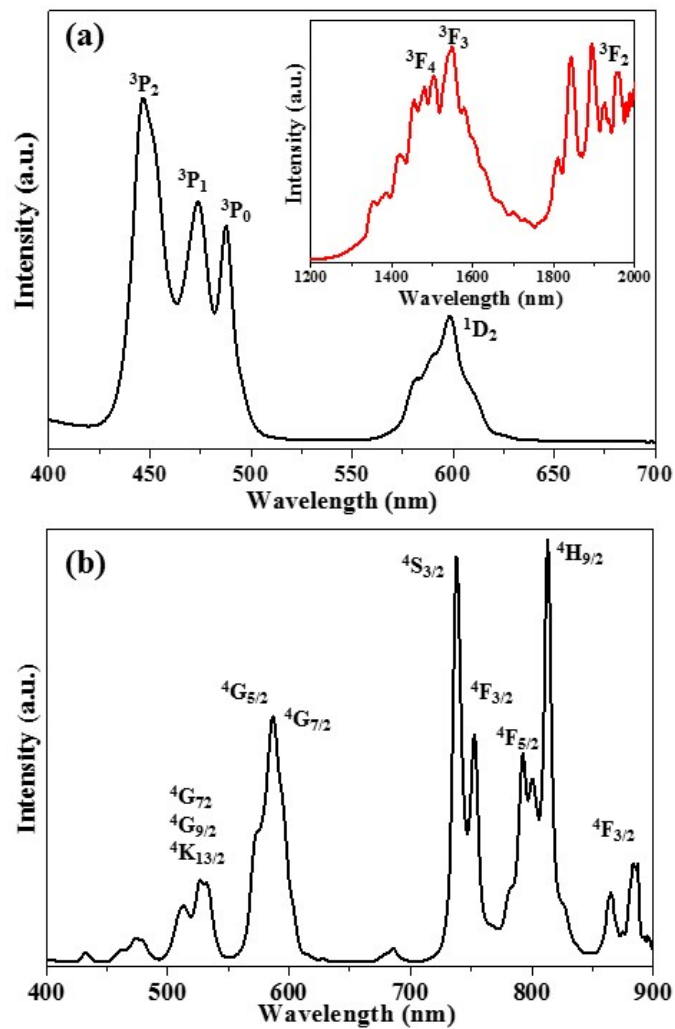 (a)
³P₂
³P₁
³P₀
¹D₂
Intensity (a.u.)
400 450 500 550 600 650 700
Wavelength (nm)
³F₄
³F₃
³F₂
Intensity (a.u.)
1200 1400 1600 1800 2000
Wavelength (nm)
(b)
⁴G₇₂
⁴G₉/₂
⁴K₁₃/₂
⁴G₅/₂
⁴G₇/₂
⁴S₃/₂
⁴F₃/₂
⁴F₅/₂
⁴H₉/₂
⁴F₃/₂
Intensity (a.u.)
400 500 600 700 800 900
Wavelength (nm)